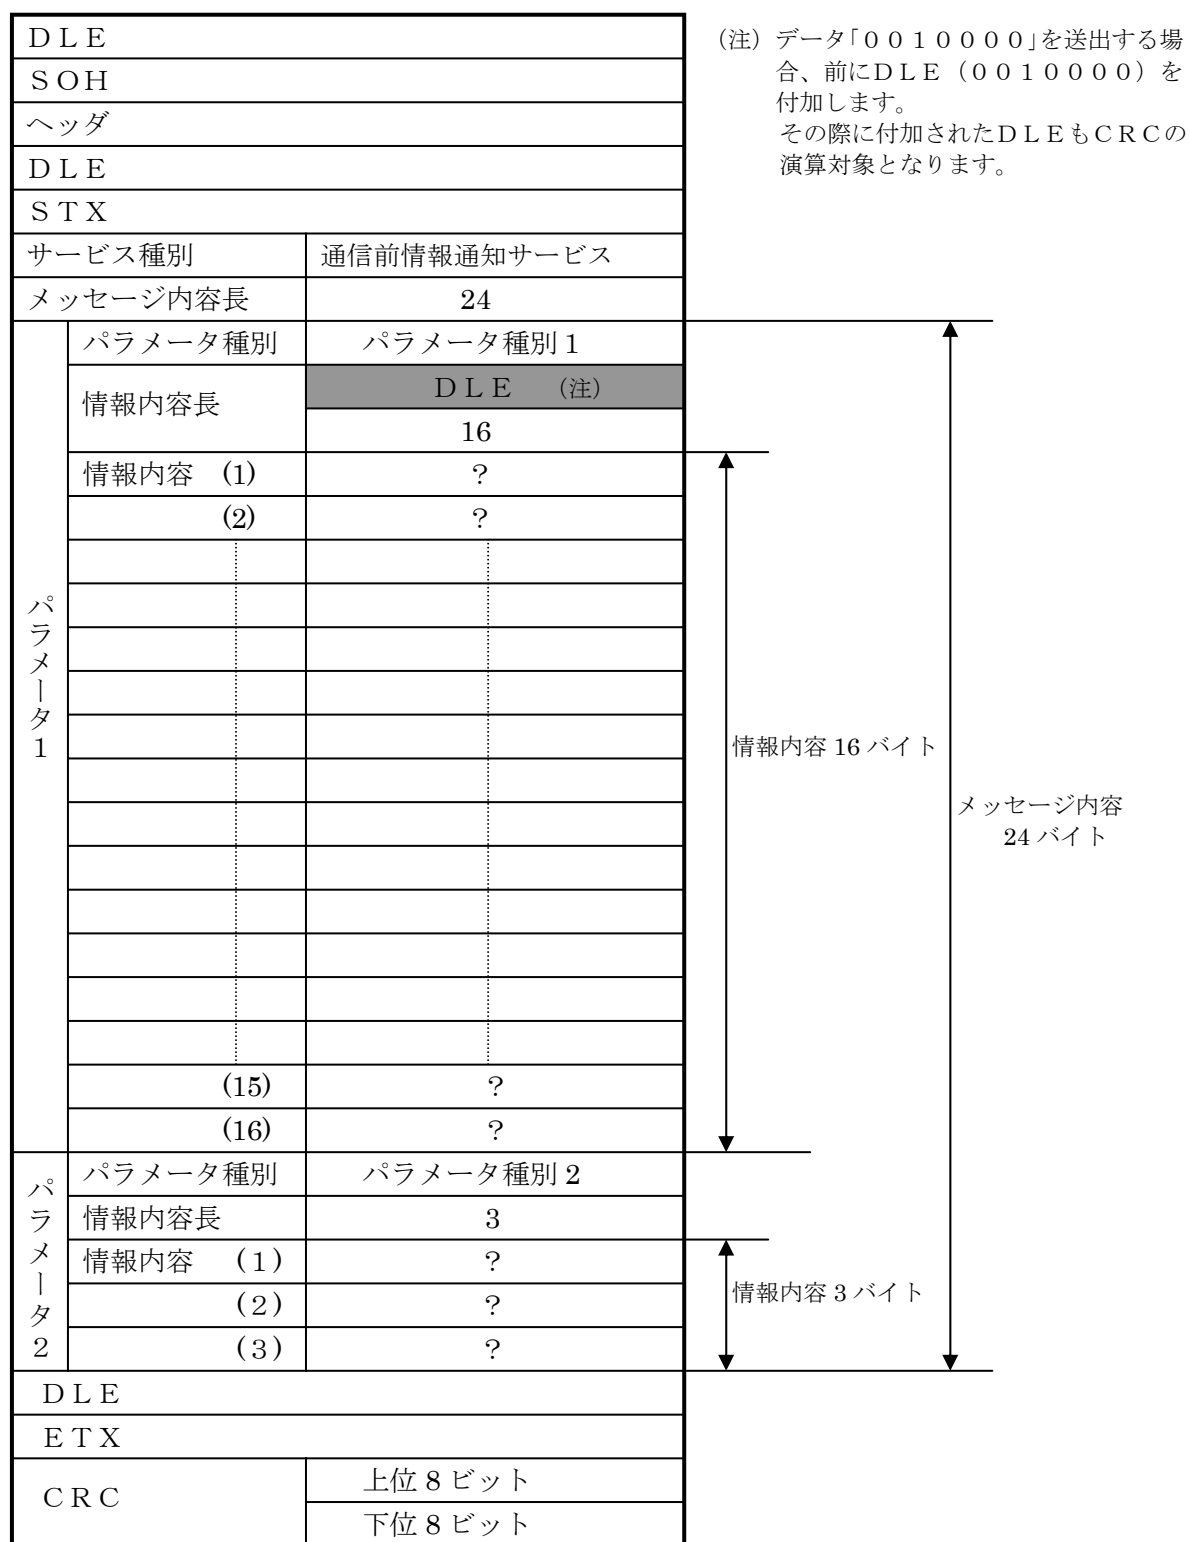 ＤＬＥ
ＳＯＨ
ヘッダ
ＤＬＥ
ＳＴＸ
サービス種別 通信前情報通知サービス
メッセージ内容長 24
パラメータ１
パラメータ種別 パラメータ種別１
情報内容長 ＤＬＥ （注）
16
情報内容 (1) ？
(2) ？
(15) ？
(16) ？
パラメータ２
パラメータ種別 パラメータ種別 2
情報内容長 3
情報内容 (１) ？
(２) ？
(３) ？
ＤＬＥ
ＥＴＸ
ＣＲＣ 上位 8 ビット
下位 8 ビット
（注）データ「００１００００」を送出する場
合、前にＤＬＥ（００１００００）を
付加します。
その際に付加されたＤＬＥもＣＲＣの
演算対象となります。
情報内容 16 バイト
メッセージ内容
24 バイト
情報内容 3 バイト